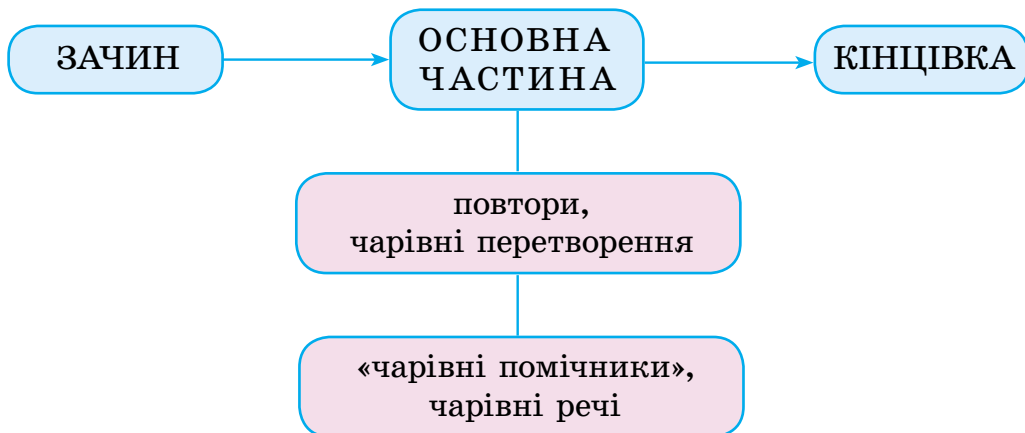 ЗАЧИН
ОСНОВНА
ЧАСТИНА
КІНЦІВКА
повтори,
чарівні перетворення
«чарівні помічники»,
чарівні речі